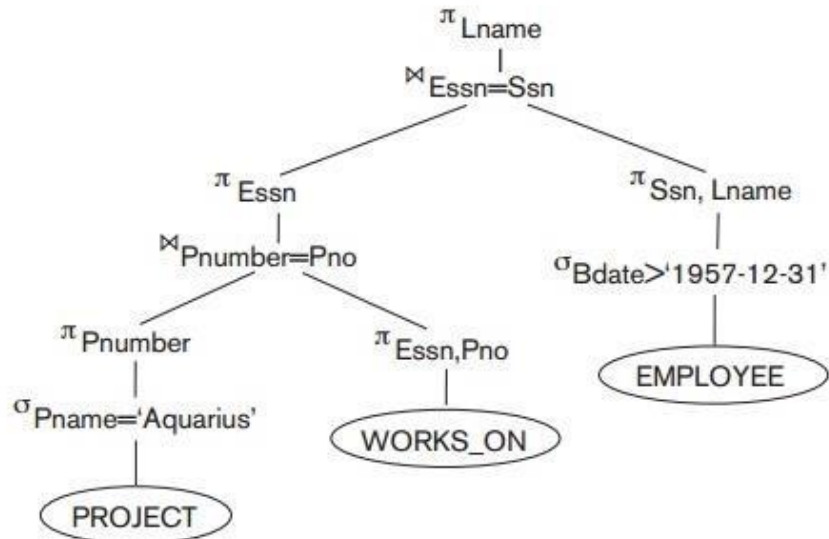 π Lname
⋈ Essn=Ssn
π Essn
π Ssn, Lname
⋈ Pnumber=Pno
σ Bdate>‘1957-12-31’
π Pnumber
π Essn,Pno
EMPLOYEE
σ Pname=‘Aquarius’
WORKS_ON
PROJECT